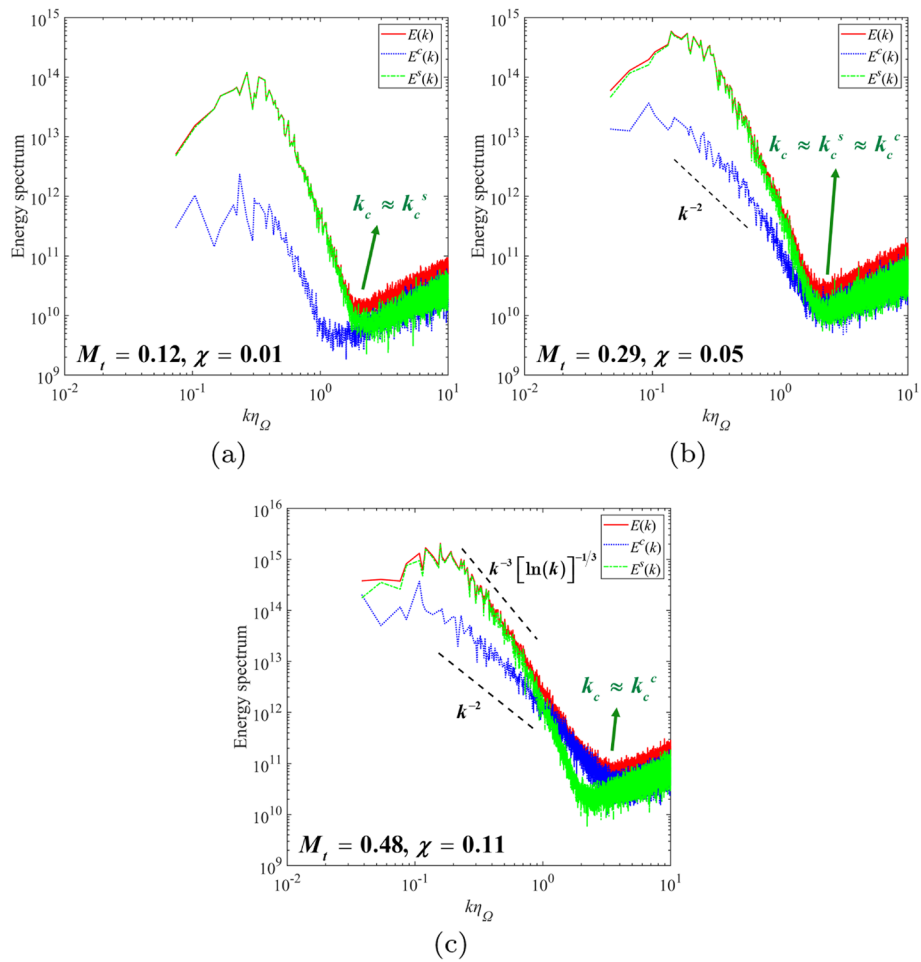 10^15
10^14
10^13
10^12
10^11
10^10
10^9
Energy spectrum
E(k)
E^c(k)
E^s(k)
k_c ≈ k_c^s
M_t = 0.12, χ = 0.01
10^-2
10^-1
10^0
10^1
kη_Ω
(a)
10^15
10^14
10^13
10^12
10^11
10^10
10^9
Energy spectrum
E(k)
E^c(k)
E^s(k)
k_c ≈ k_c^s ≈ k_c^c
k^-2
M_t = 0.29, χ = 0.05
10^-2
10^-1
10^0
10^1
kη_Ω
(b)
10^16
10^15
10^14
10^13
10^12
10^11
10^10
10^9
Energy spectrum
E(k)
E^c(k)
E^s(k)
k^-3 [ln(k)]^-1/3
k_c ≈ k_c^c
k^-2
M_t = 0.48, χ = 0.11
10^-2
10^-1
10^0
10^1
kη_Ω
(c)